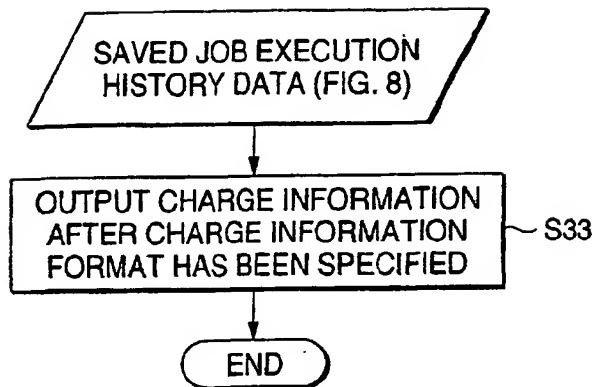 SAVED JOB EXECUTION
HISTORY DATA (FIG. 8)
OUTPUT CHARGE INFORMATION
AFTER CHARGE INFORMATION
FORMAT HAS BEEN SPECIFIED
S33
END